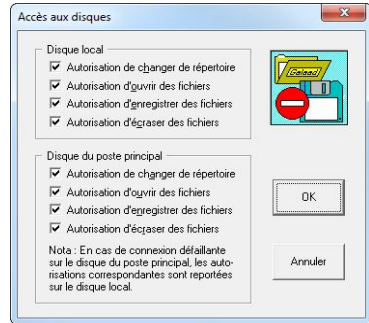 Accès aux disques
Disque local
Autorisation de changer de répertoire
Autorisation d'ouvrir des fichiers
Autorisation d'enregistrer des fichiers
Autorisation d'écraser des fichiers
Galaad
Disque du poste principal
Autorisation de changer de répertoire
Autorisation d'ouvrir des fichiers
Autorisation d'enregistrer des fichiers
Autorisation d'écraser des fichiers
Nota : En cas de connexion défaillante
sur le disque du poste principal, les auto-
risations correspondantes sont reportées
sur le disque local.
OK
Annuler